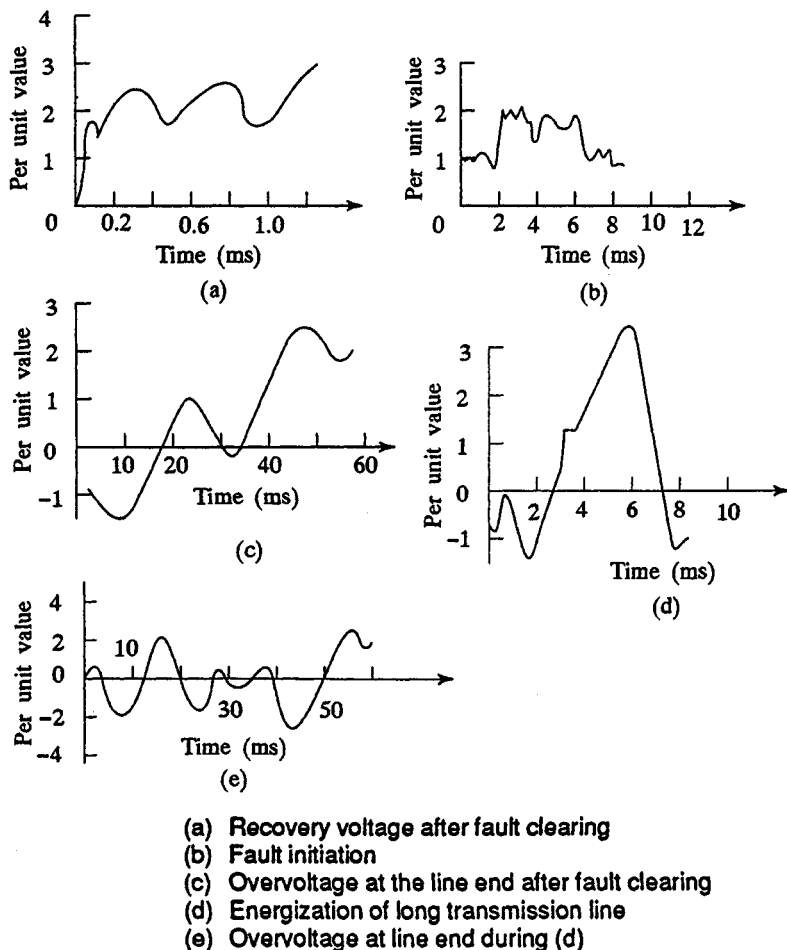 Per unit value
4
3
2
1
0
0.2
0.6
1.0
Time (ms)
(a)
Per unit value
3
2
1
0
2 4 6 8 10 12
Time (ms)
(b)
Per unit value
3
2
1
0
-1
10 20 40 60
Time (ms)
(c)
Per unit value
3
2
1
0
-1
2 4 6 8 10
Time (ms)
(d)
Per unit value
4
2
0
-2
-4
10
30
50
Time (ms)
(e)
(a) Recovery voltage after fault clearing
(b) Fault initiation
(c) Overvoltage at the line end after fault clearing
(d) Energization of long transmission line
(e) Overvoltage at line end during (d)